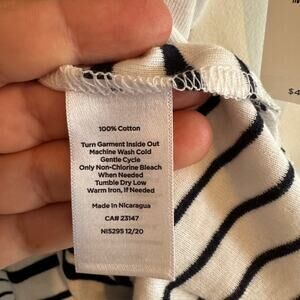 100% Cotton
Turn Garment Inside Out
Machine Wash Cold
Gentle Cycle
Only Non-Chlorine Bleach
When Needed
Tumble Dry Low
Warm Iron, If Needed
Made In Nicaragua
CA# 23147
NI5295 12/20